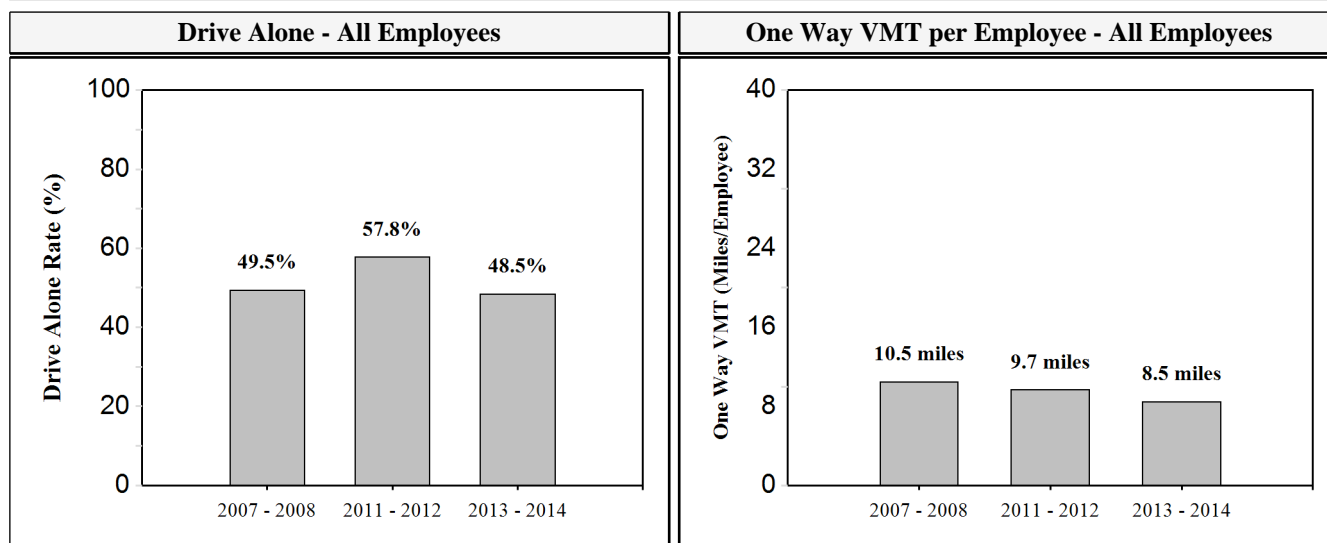 Drive Alone - All Employees
One Way VMT per Employee - All Employees
Drive Alone Rate (%)
100
80
60
40
20
0
49.5%
57.8%
48.5%
2007 - 2008
2011 - 2012
2013 - 2014
One Way VMT (Miles/Employee)
40
32
24
16
8
0
10.5 miles
9.7 miles
8.5 miles
2007 - 2008
2011 - 2012
2013 - 2014